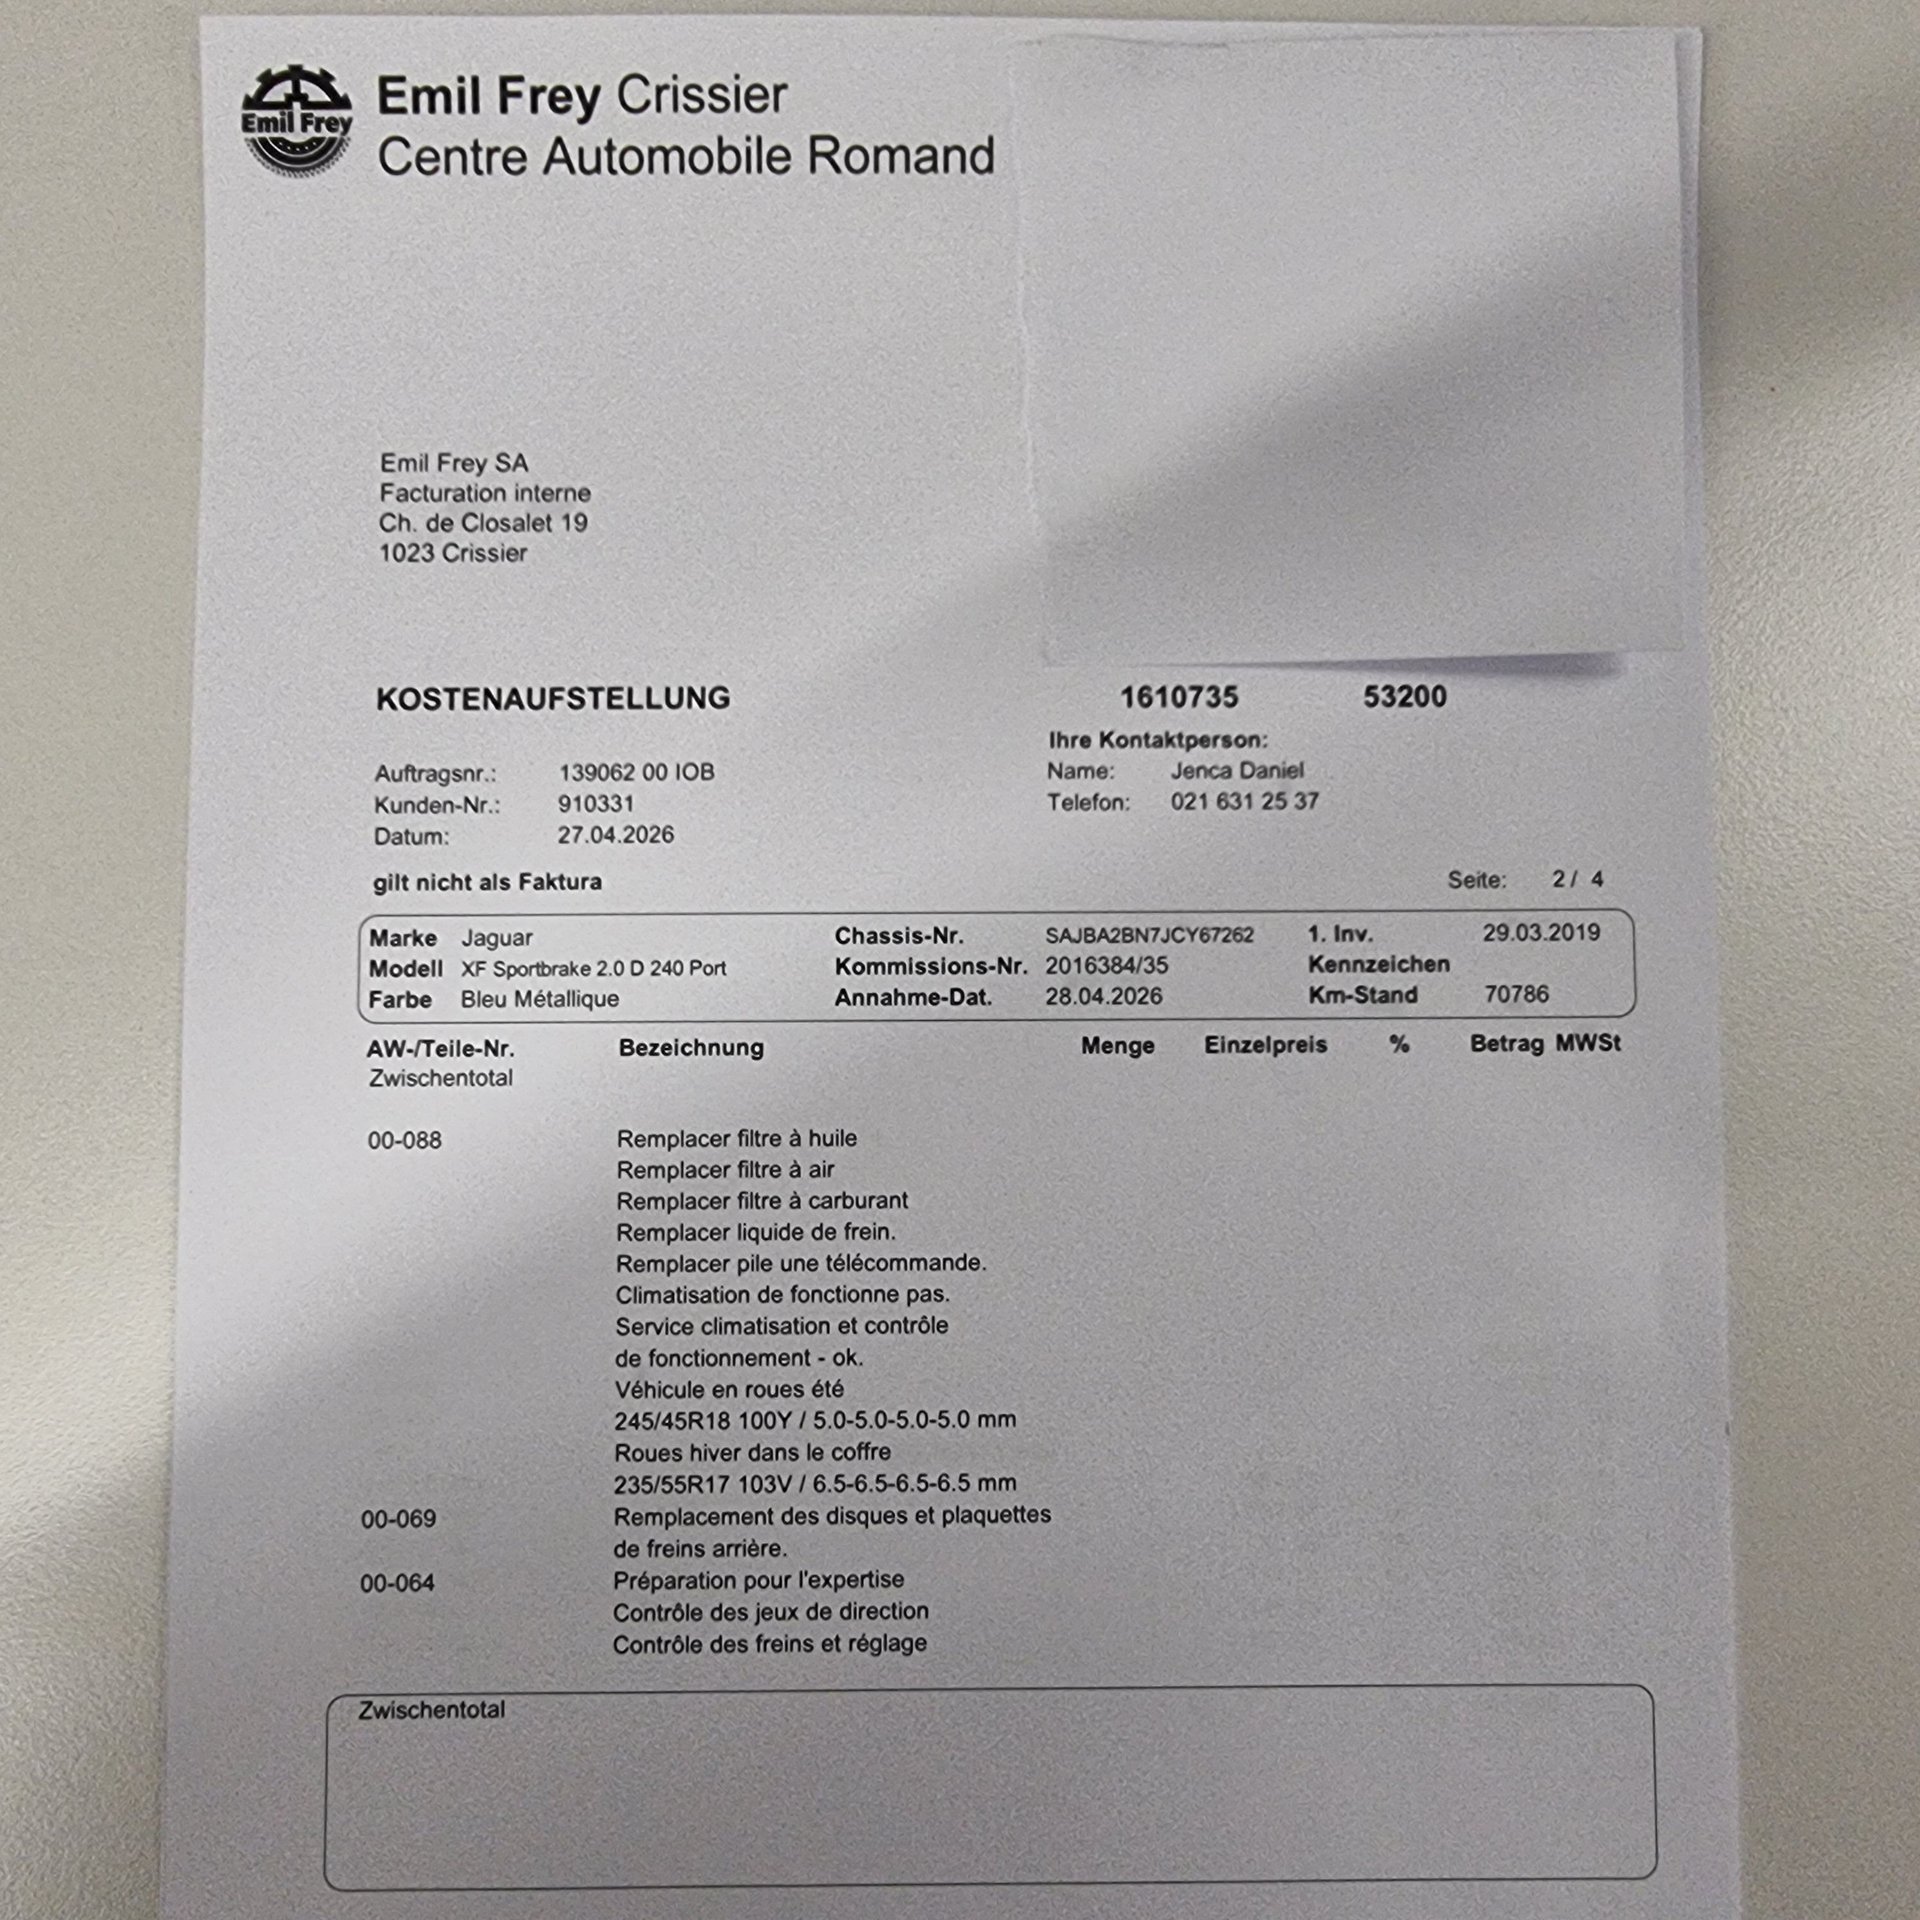 Emil Frey
Emil Frey Crissier
Centre Automobile Romand
Emil Frey SA
Facturation interne
Ch. de Closalet 19
1023 Crissier
KOSTENAUFSTELLUNG 1610735 53200
Ihre Kontaktperson:
Auftragsnr.: 139062 00 IOB Name: Jenca Daniel
Kunden-Nr.: 910331 Telefon: 021 631 25 37
Datum: 27.04.2026
gilt nicht als Faktura Seite: 2 / 4
Marke Jaguar Chassis-Nr. SAJBA2BN7JCY67262 1. Inv. 29.03.2019
Modell XF Sportbrake 2.0 D 240 Port Kommissions-Nr. 2016384/35 Kennzeichen
Farbe Bleu Métallique Annahme-Dat. 28.04.2026 Km-Stand 70786
AW-/Teile-Nr. Bezeichnung Menge Einzelpreis % Betrag MWSt
Zwischentotal
00-088 Remplacer filtre à huile
Remplacer filtre à air
Remplacer filtre à carburant
Remplacer liquide de frein.
Remplacer pile une télécommande.
Climatisation de fonctionne pas.
Service climatisation et contrôle
de fonctionnement - ok.
Véhicule en roues été
245/45R18 100Y / 5.0-5.0-5.0-5.0 mm
Roues hiver dans le coffre
235/55R17 103V / 6.5-6.5-6.5-6.5 mm
00-069 Remplacement des disques et plaquettes
de freins arrière.
00-064 Préparation pour l'expertise
Contrôle des jeux de direction
Contrôle des freins et réglage
Zwischentotal